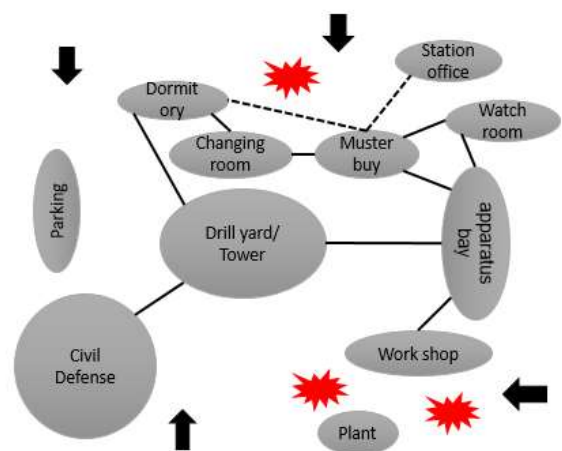 Station
office
Dormit
ory
Watch
room
Changing
room
Muster
buy
Parking
Drill yard/
Tower
apparatus
bay
Civil
Defense
Work shop
Plant